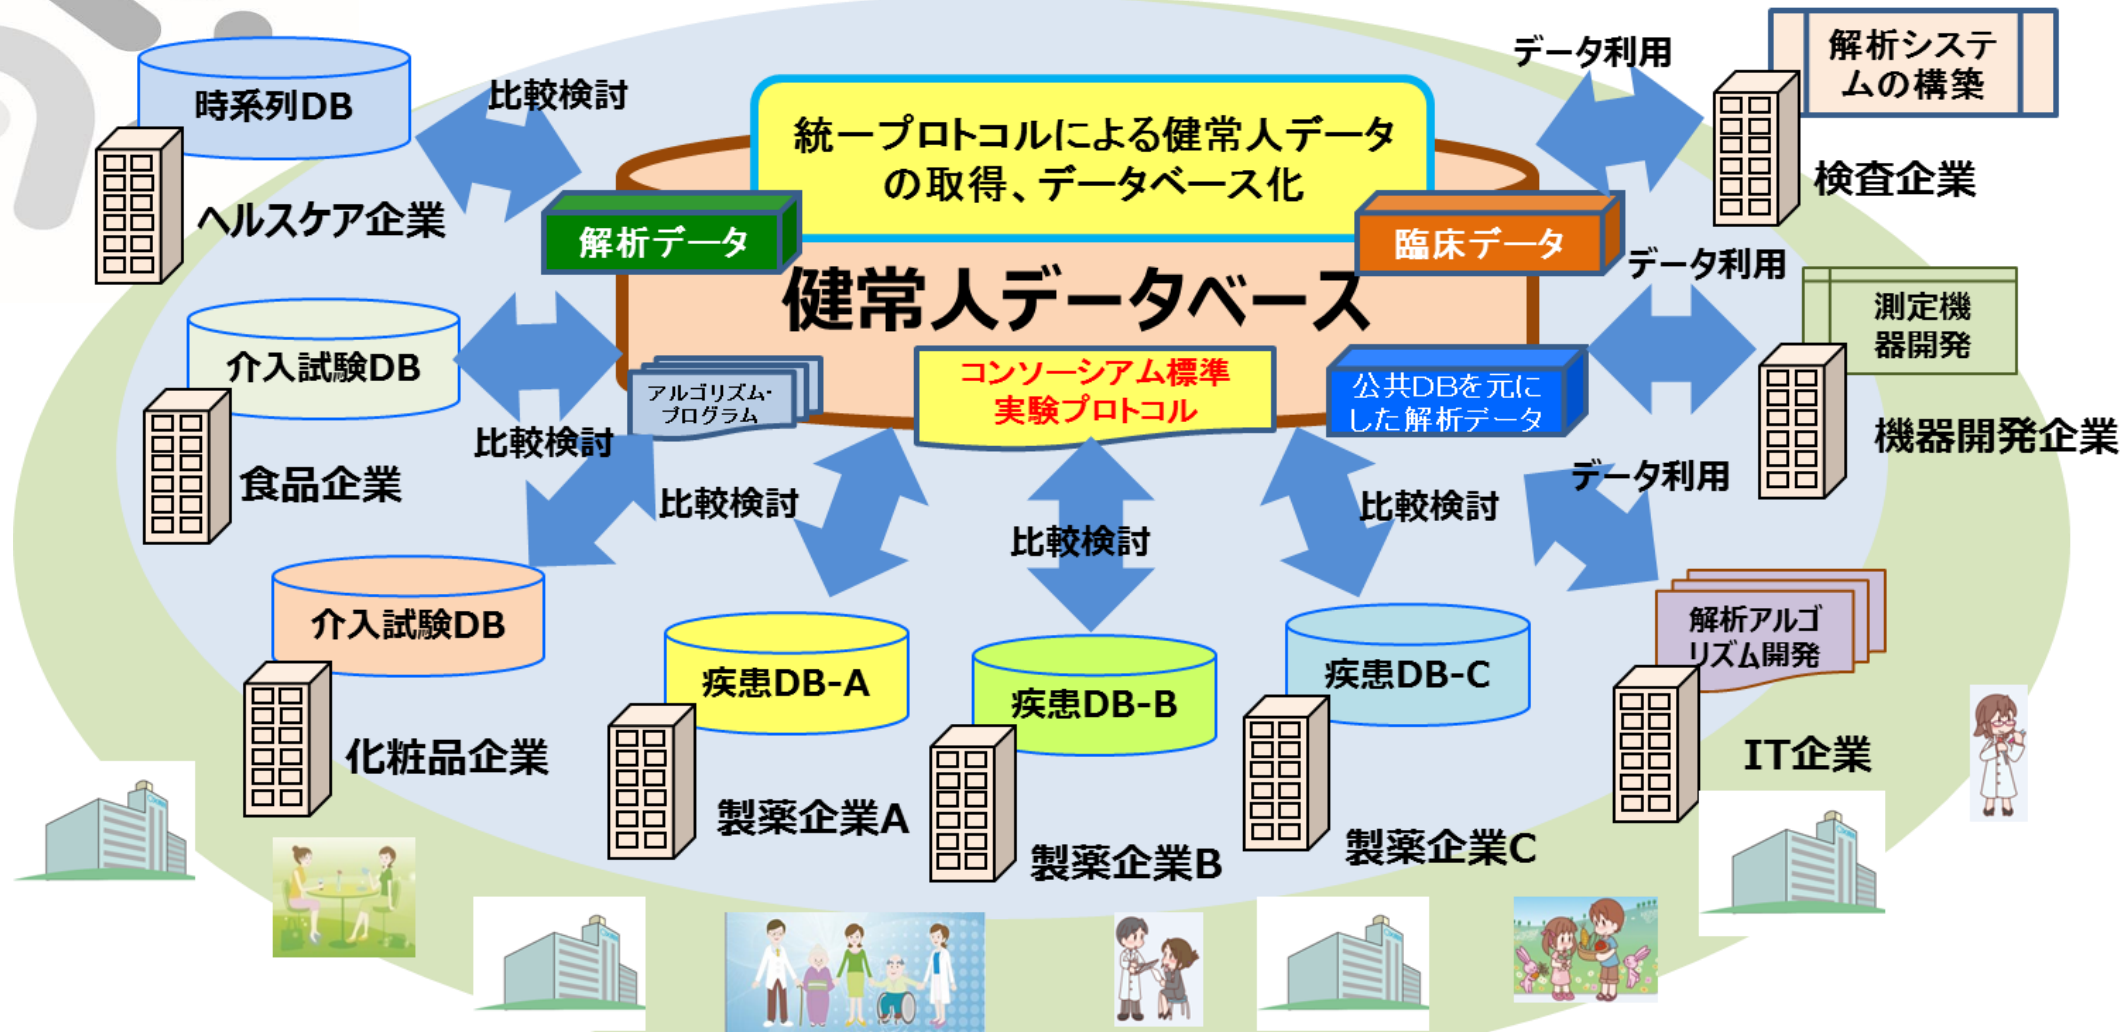 時系列DB
ヘルスケア企業
比較検討
統一プロトコルによる健常人データ
の取得、データベース化
解析データ
臨床データ
健常人データベース
アルゴリズム・
プログラム
コンソーシアム標準
実験プロトコル
公共DBを元に
した解析データ
データ利用
解析システ
ムの構築
検査企業
データ利用
測定機
器開発
機器開発企業
介入試験DB
食品企業
比較検討
比較検討
比較検討
比較検討
データ利用
介入試験DB
化粧品企業
疾患DB-A
製薬企業A
疾患DB-B
製薬企業B
疾患DB-C
製薬企業C
解析アルゴ
リズム開発
IT企業